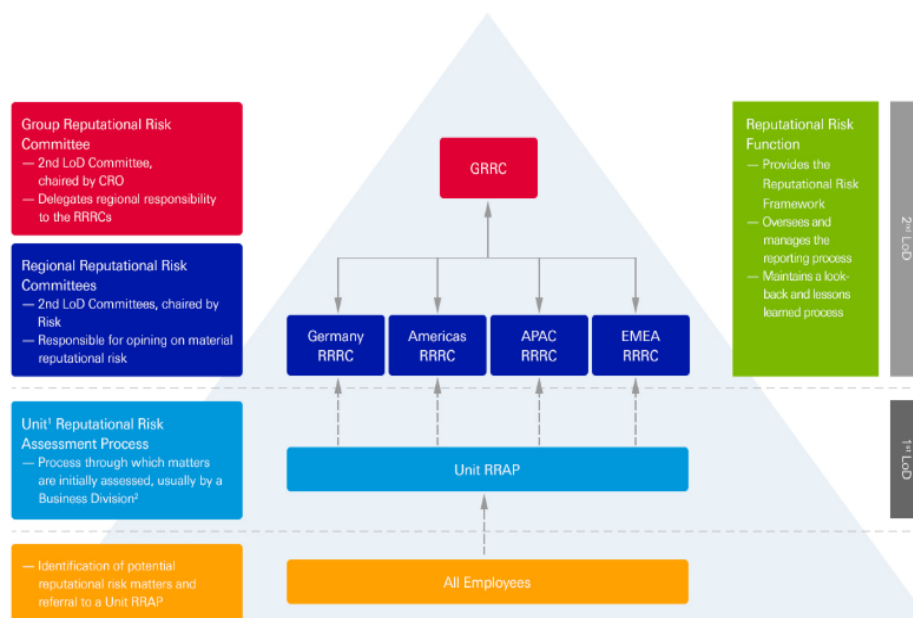 Group Reputational Risk
Committee
— 2nd LoD Committee,
chaired by CRO
— Delegates regional responsibility
to the RRRCs
GRRC
Reputational Risk
Function
— Provides the
Reputational Risk
Framework
— Oversees and
manages the
reporting process
— Maintains a look-
back and lessons
learned process
2nd LoD
Regional Reputational Risk
Committees
— 2nd LoD Committees, chaired by
Risk
— Responsible for opining on material
reputational risk
Germany
RRRC
Americas
RRRC
APAC
RRRC
EMEA
RRRC
Unit¹ Reputational Risk
Assessment Process
— Process through which matters
are initially assessed, usually by a
Business Division²
Unit RRAP
1st LoD
— Identification of potential
reputational risk matters and
referral to a Unit RRAP
All Employees